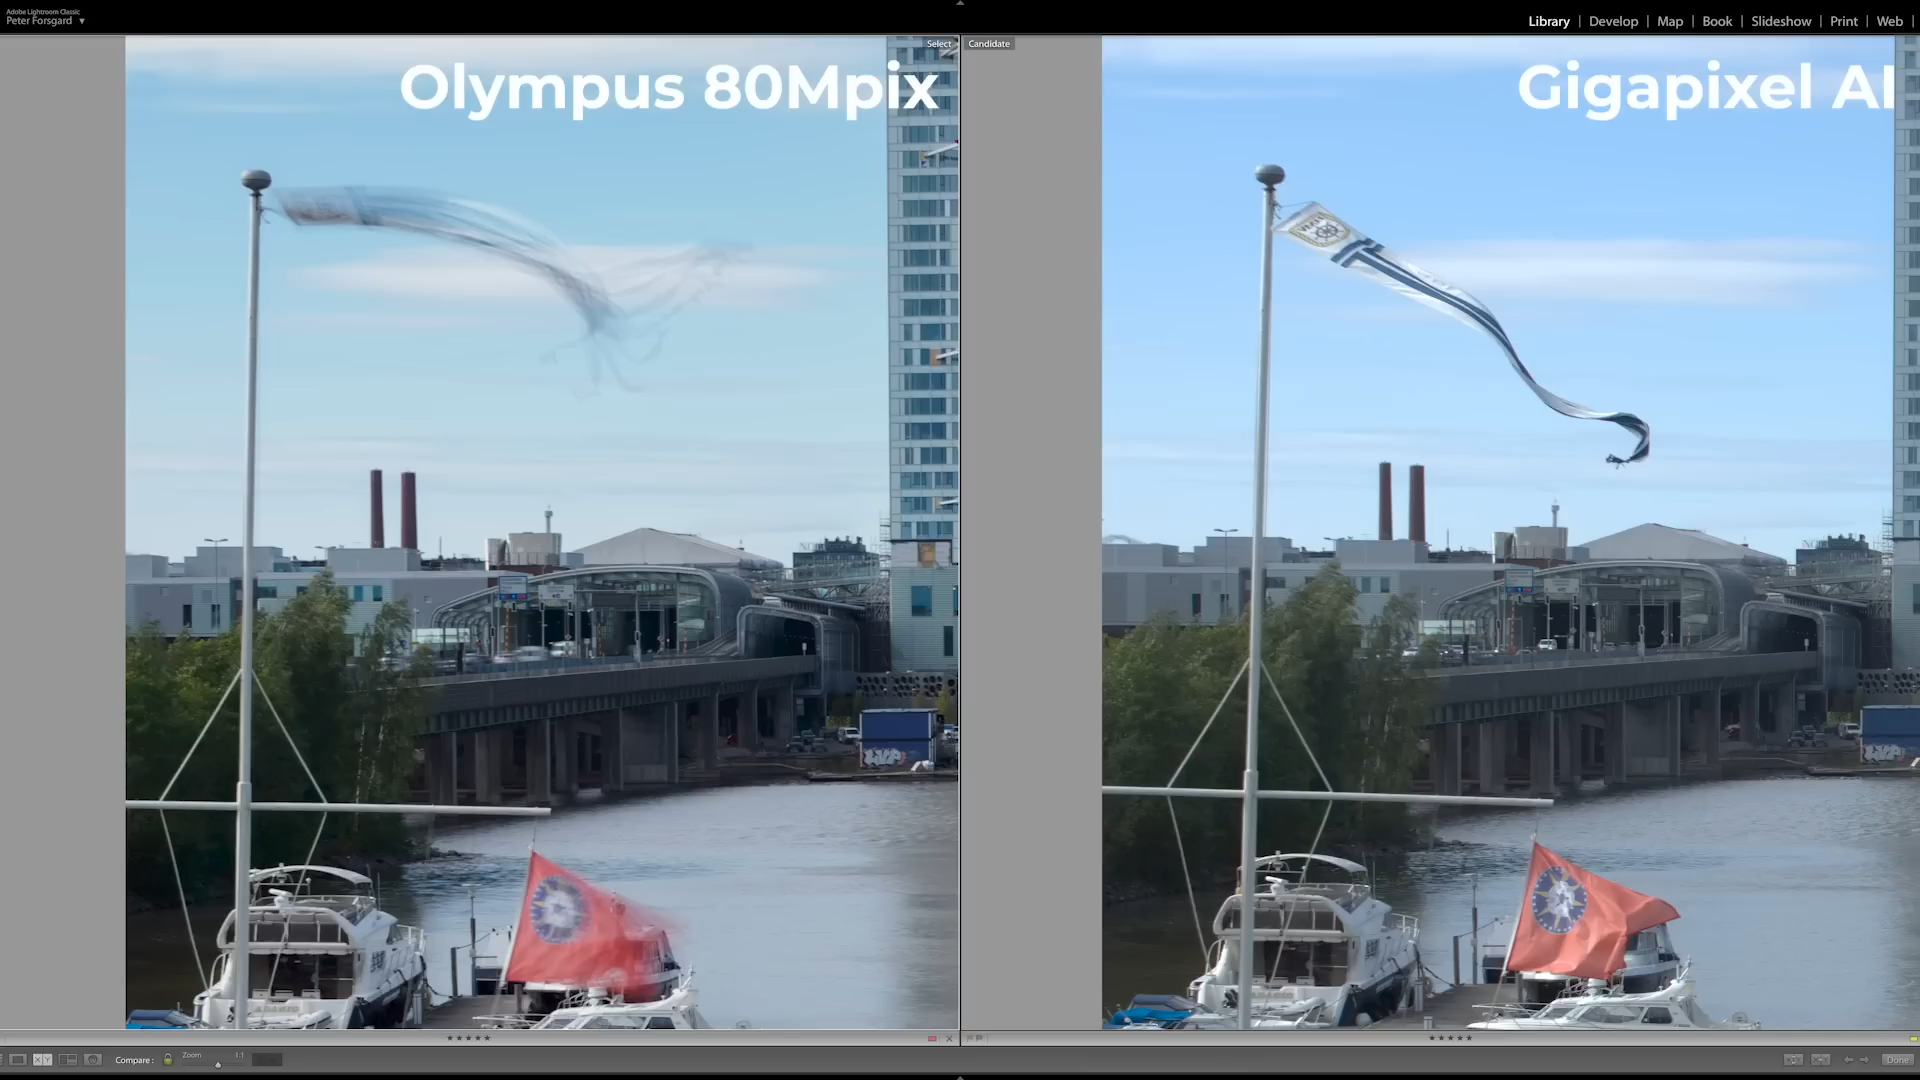 Adobe Lightroom Classic
Peter Forsgard
Library | Develop | Map | Book | Slideshow | Print | Web |
Select
Candidate
Olympus 80Mpix
Gigapixel AI
Compare :
Zoom
1:1
Done